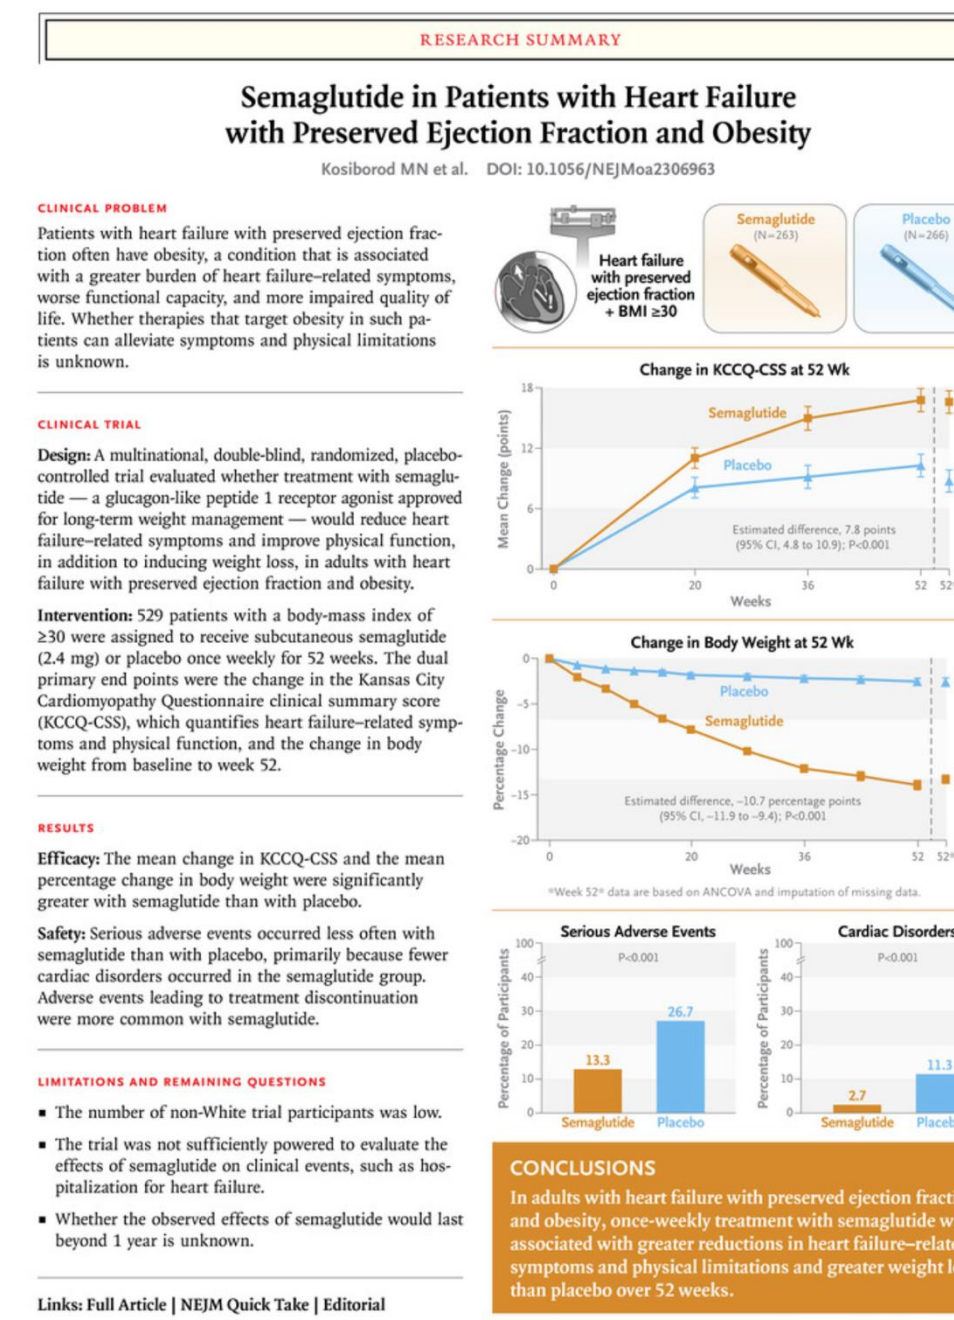 RESEARCH SUMMARY
Semaglutide in Patients with Heart Failure
with Preserved Ejection Fraction and Obesity
Kosiborod MN et al. DOI: 10.1056/NEJMoa2306963
CLINICAL PROBLEM
Patients with heart failure with preserved ejection frac-
tion often have obesity, a condition that is associated
with a greater burden of heart failure–related symptoms,
worse functional capacity, and more impaired quality of
life. Whether therapies that target obesity in such pa-
tients can alleviate symptoms and physical limitations
is unknown.
CLINICAL TRIAL
Design: A multinational, double-blind, randomized, placebo-
controlled trial evaluated whether treatment with semaglu-
tide — a glucagon-like peptide 1 receptor agonist approved
for long-term weight management — would reduce heart
failure–related symptoms and improve physical function,
in addition to inducing weight loss, in adults with heart
failure with preserved ejection fraction and obesity.
Intervention: 529 patients with a body-mass index of
≥30 were assigned to receive subcutaneous semaglutide
(2.4 mg) or placebo once weekly for 52 weeks. The dual
primary end points were the change in the Kansas City
Cardiomyopathy Questionnaire clinical summary score
(KCCQ-CSS), which quantifies heart failure–related symp-
toms and physical function, and the change in body
weight from baseline to week 52.
RESULTS
Efficacy: The mean change in KCCQ-CSS and the mean
percentage change in body weight were significantly
greater with semaglutide than with placebo.
Safety: Serious adverse events occurred less often with
semaglutide than with placebo, primarily because fewer
cardiac disorders occurred in the semaglutide group.
Adverse events leading to treatment discontinuation
were more common with semaglutide.
LIMITATIONS AND REMAINING QUESTIONS
▪ The number of non-White trial participants was low.
▪ The trial was not sufficiently powered to evaluate the
effects of semaglutide on clinical events, such as hos-
pitalization for heart failure.
▪ Whether the observed effects of semaglutide would last
beyond 1 year is unknown.
Links: Full Article | NEJM Quick Take | Editorial
Heart failure
with preserved
ejection fraction
+ BMI ≥30
Semaglutide
(N=263)
Placebo
(N=266)
Change in KCCQ-CSS at 52 Wk
Mean Change (points)
18
12
6
0
Semaglutide
Placebo
Estimated difference, 7.8 points
(95% CI, 4.8 to 10.9); P<0.001
0 20 36 52 52
Weeks
Change in Body Weight at 52 Wk
Percentage Change
0
−5
−10
−15
−20
Placebo
Semaglutide
Estimated difference, −10.7 percentage points
(95% CI, −11.9 to −9.4); P<0.001
0 20 36 52 52*
Weeks
*Week 52* data are based on ANCOVA and imputation of missing data.
Serious Adverse Events
Percentage of Participants
100
40
30
20
10
0
P<0.001
13.3
26.7
Semaglutide Placebo
Cardiac Disorders
Percentage of Participants
100
40
30
20
10
0
P<0.001
2.7
11.3
Semaglutide Placeb
CONCLUSIONS
In adults with heart failure with preserved ejection fracti
and obesity, once-weekly treatment with semaglutide w
associated with greater reductions in heart failure–relate
symptoms and physical limitations and greater weight l
than placebo over 52 weeks.